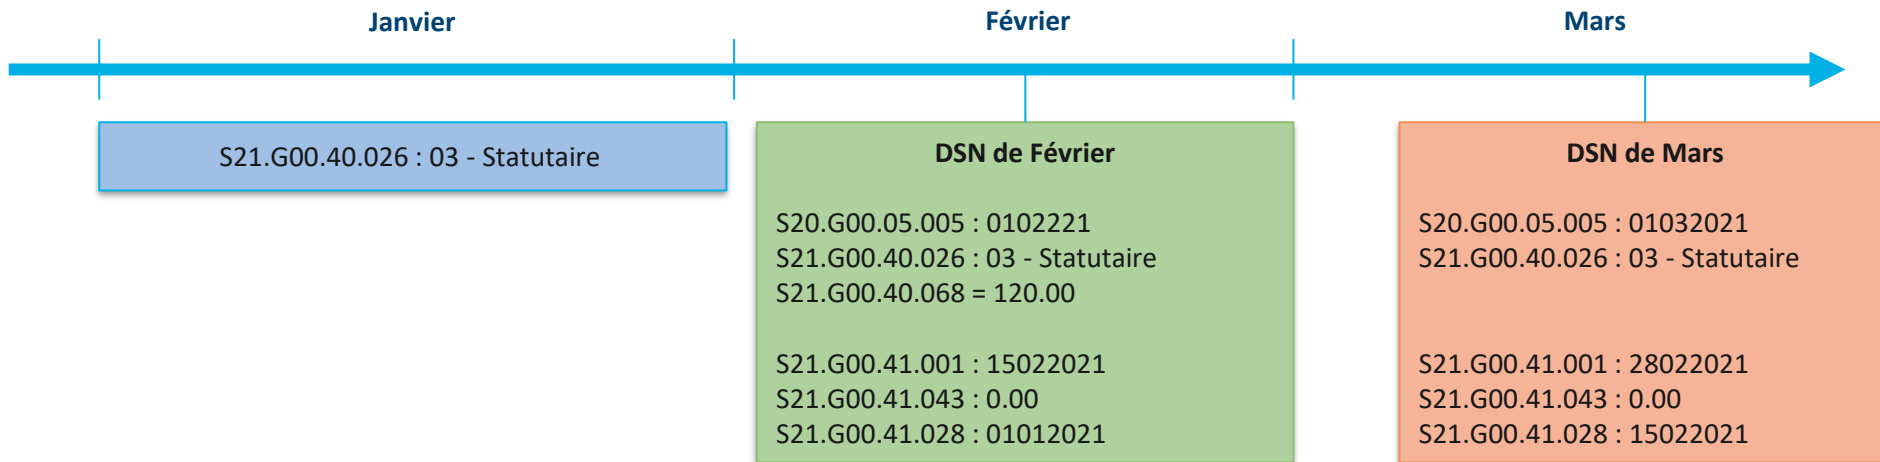 Janvier
Février
Mars
S21.G00.40.026 : 03 - Statutaire
DSN de Février
S20.G00.05.005 : 0102221
S21.G00.40.026 : 03 - Statutaire
S21.G00.40.068 = 120.00
S21.G00.41.001 : 15022021
S21.G00.41.043 : 0.00
S21.G00.41.028 : 01012021
DSN de Mars
S20.G00.05.005 : 01032021
S21.G00.40.026 : 03 - Statutaire
S21.G00.41.001 : 28022021
S21.G00.41.043 : 0.00
S21.G00.41.028 : 15022021